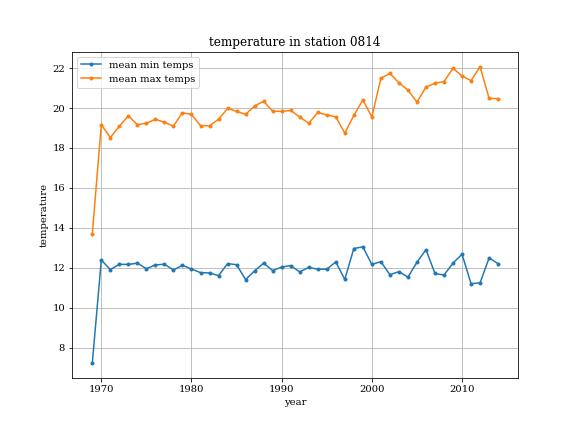 temperature in station 0814
mean min temps
mean max temps
22
20
18
16
14
12
10
8
temperature
1970 1980 1990 2000 2010
year